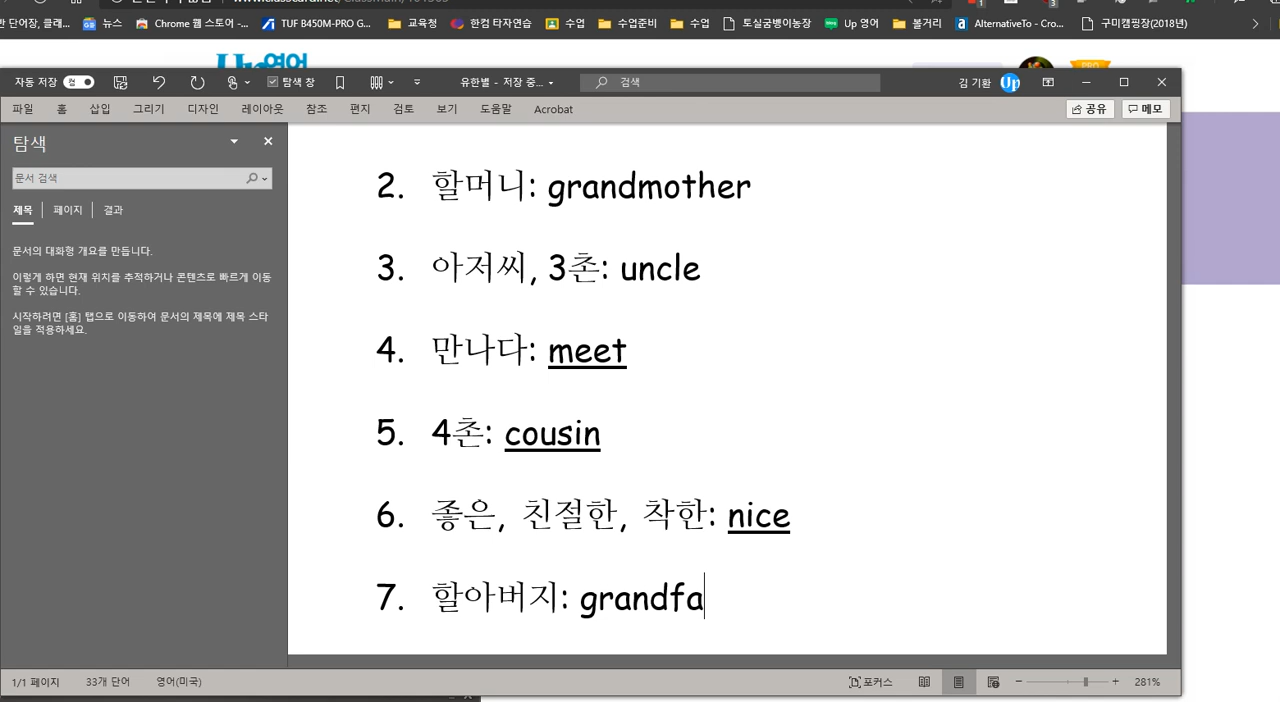 뉴스 Chrome 웹 스토어 -... TUF B450M-PRO G... 교육청 한컴 타자연습 수업 수업준비 수업 토실굼뱅이농장 Up 영어 볼거리 AlternativeTo - Cro... 구미캠핑장(2018년)
자동 저장 탐색 창 유한별 - 저장 중... 검색 김 기환 Up
파일 홈 삽입 그리기 디자인 레이아웃 참조 편지 검토 보기 도움말 Acrobat 공유 메모
탐색
문서 검색
제목 페이지 결과
문서의 대화형 개요를 만듭니다.
이렇게 하면 현재 위치를 추적하거나 콘텐츠로 빠르게 이동
할 수 있습니다.
시작하려면 [홈] 탭으로 이동하여 문서의 제목에 제목 스타
일을 적용하세요.
2. 할머니: grandmother
3. 아저씨, 3촌: uncle
4. 만나다: meet
5. 4촌: cousin
6. 좋은, 친절한, 착한: nice
7. 할아버지: grandfa
1/1 페이지 33개 단어 영어(미국) 포커스 281%